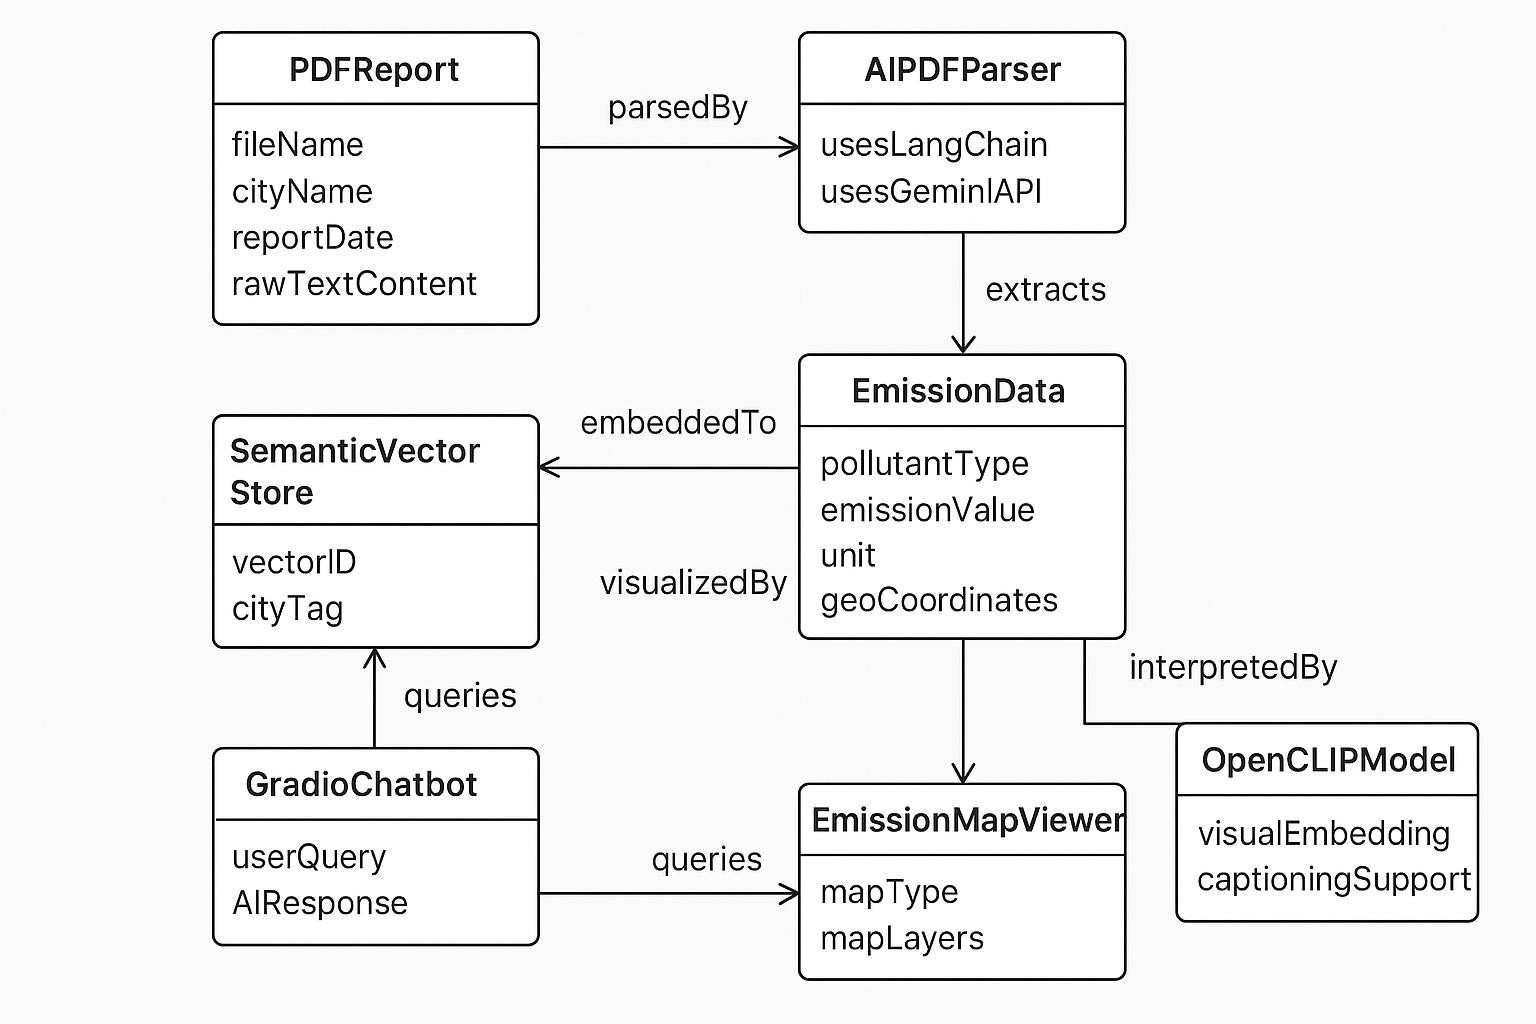 PDFReport
fileName
cityName
reportDate
rawTextContent
parsedBy
AIPDFParser
usesLangChain
usesGeminIAPI
extracts
EmissionData
pollutantType
emissionValue
unit
geoCoordinates
embeddedTo
SemanticVector
Store
vectorID
cityTag
visualizedBy
interpretedBy
queries
GradioChatbot
userQuery
AIResponse
queries
EmissionMapViewer
mapType
mapLayers
OpenCLIPModel
visualEmbedding
captioningSupport